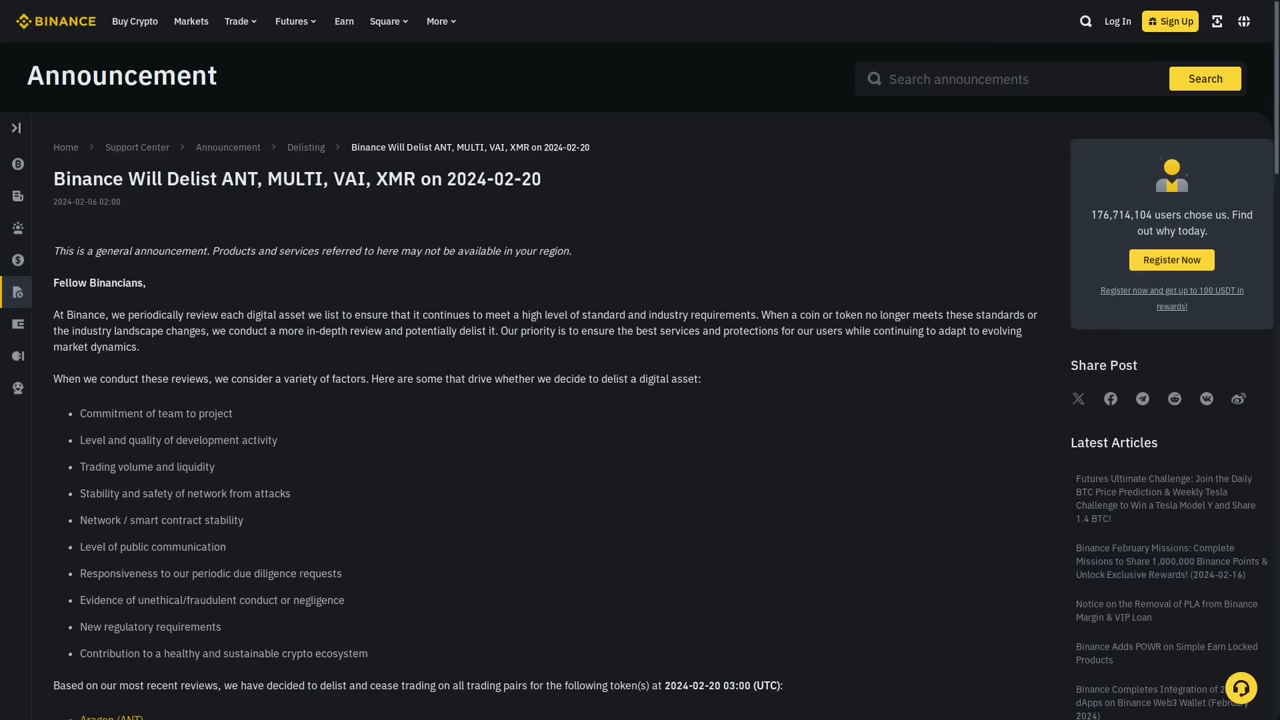 BINANCE
Buy Crypto
Markets
Trade
Futures
Earn
Square
More
Log In
Sign Up
Announcement
Search announcements
Search
Home
Support Center
Announcement
Delisting
Binance Will Delist ANT, MULTI, VAI, XMR on 2024-02-20
Binance Will Delist ANT, MULTI, VAI, XMR on 2024-02-20
2024-02-06 02:00
This is a general announcement. Products and services referred to here may not be available in your region.
Fellow Binancians,
At Binance, we periodically review each digital asset we list to ensure that it continues to meet a high level of standard and industry requirements. When a coin or token no longer meets these standards or
the industry landscape changes, we conduct a more in-depth review and potentially delist it. Our priority is to ensure the best services and protections for our users while continuing to adapt to evolving
market dynamics.
When we conduct these reviews, we consider a variety of factors. Here are some that drive whether we decide to delist a digital asset:
• Commitment of team to project
• Level and quality of development activity
• Trading volume and liquidity
• Stability and safety of network from attacks
• Network / smart contract stability
• Level of public communication
• Responsiveness to our periodic due diligence requests
• Evidence of unethical/fraudulent conduct or negligence
• New regulatory requirements
• Contribution to a healthy and sustainable crypto ecosystem
Based on our most recent reviews, we have decided to delist and cease trading on all trading pairs for the following token(s) at 2024-02-20 03:00 (UTC):
• Aragon (ANT)
176,714,104 users chose us. Find
out why today.
Register Now
Register now and get up to 100 USDT in
rewards!
Share Post
Latest Articles
Futures Ultimate Challenge: Join the Daily
BTC Price Prediction & Weekly Tesla
Challenge to Win a Tesla Model Y and Share
1.4 BTC!
Binance February Missions: Complete
Missions to Share 1,000,000 Binance Points &
Unlock Exclusive Rewards! (2024-02-16)
Notice on the Removal of PLA from Binance
Margin & VIP Loan
Binance Adds POWR on Simple Earn Locked
Products
Binance Completes Integration of
dApps on Binance Web3 Wallet (February
2024)